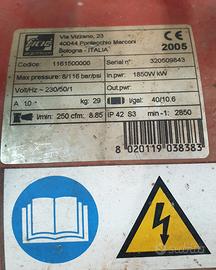 FIAC
Via Vizzano, 23
40044 Pontecchio Marconi
Bologna - ITALIA
CE
2005
Codice: 1161500000
Serial n°: 320509843
Max pressure: 8/116 bar/psi
In.pwr: 1850W kW
Volt/Hz ~ 230/50/1
Out.pwr:
A 10
kg: 29
l/gal: 40/10.6
l/min: 250 cfm: 8.85
IP 42 S3
min -1: 2850
8 020119 038383